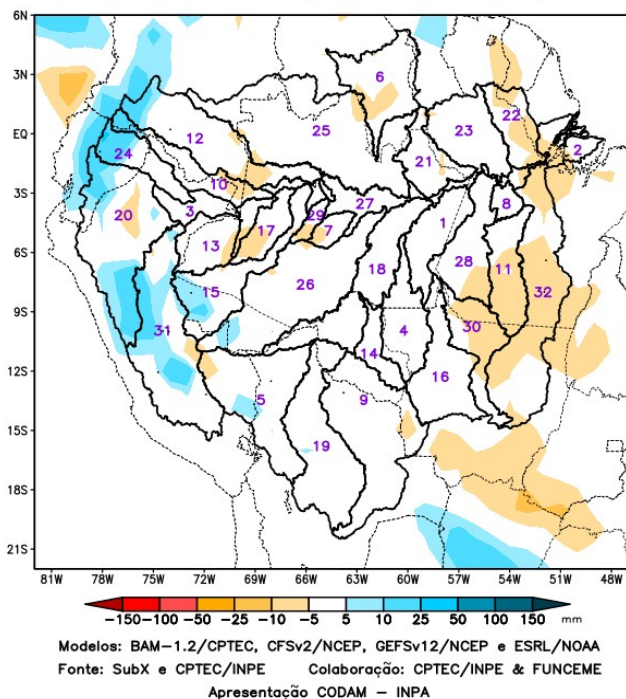 6N
3N
EQ
3S
6S
9S
12S
15S
18S
21S
6
22
25
23
2
12
24
21
10
8
3
20
29
27
1
17
7
13
28
11
18
26
15
32
31
30
4
14
16
5
9
19
81W 78W 75W 72W 69W 66W 63W 60W 57W 54W 51W 48W
-150 -100 -50 -25 -10 -5 5 10 25 50 100 150 mm
Modelos: BAM-1.2/CPTEC, CFSv2/NCEP, GEFSv12/NCEP e ESRL/NOAA
Fonte: SubX e CPTEC/INPE Colaboração: CPTEC/INPE & FUNCEME
Apresentação CODAM - INPA